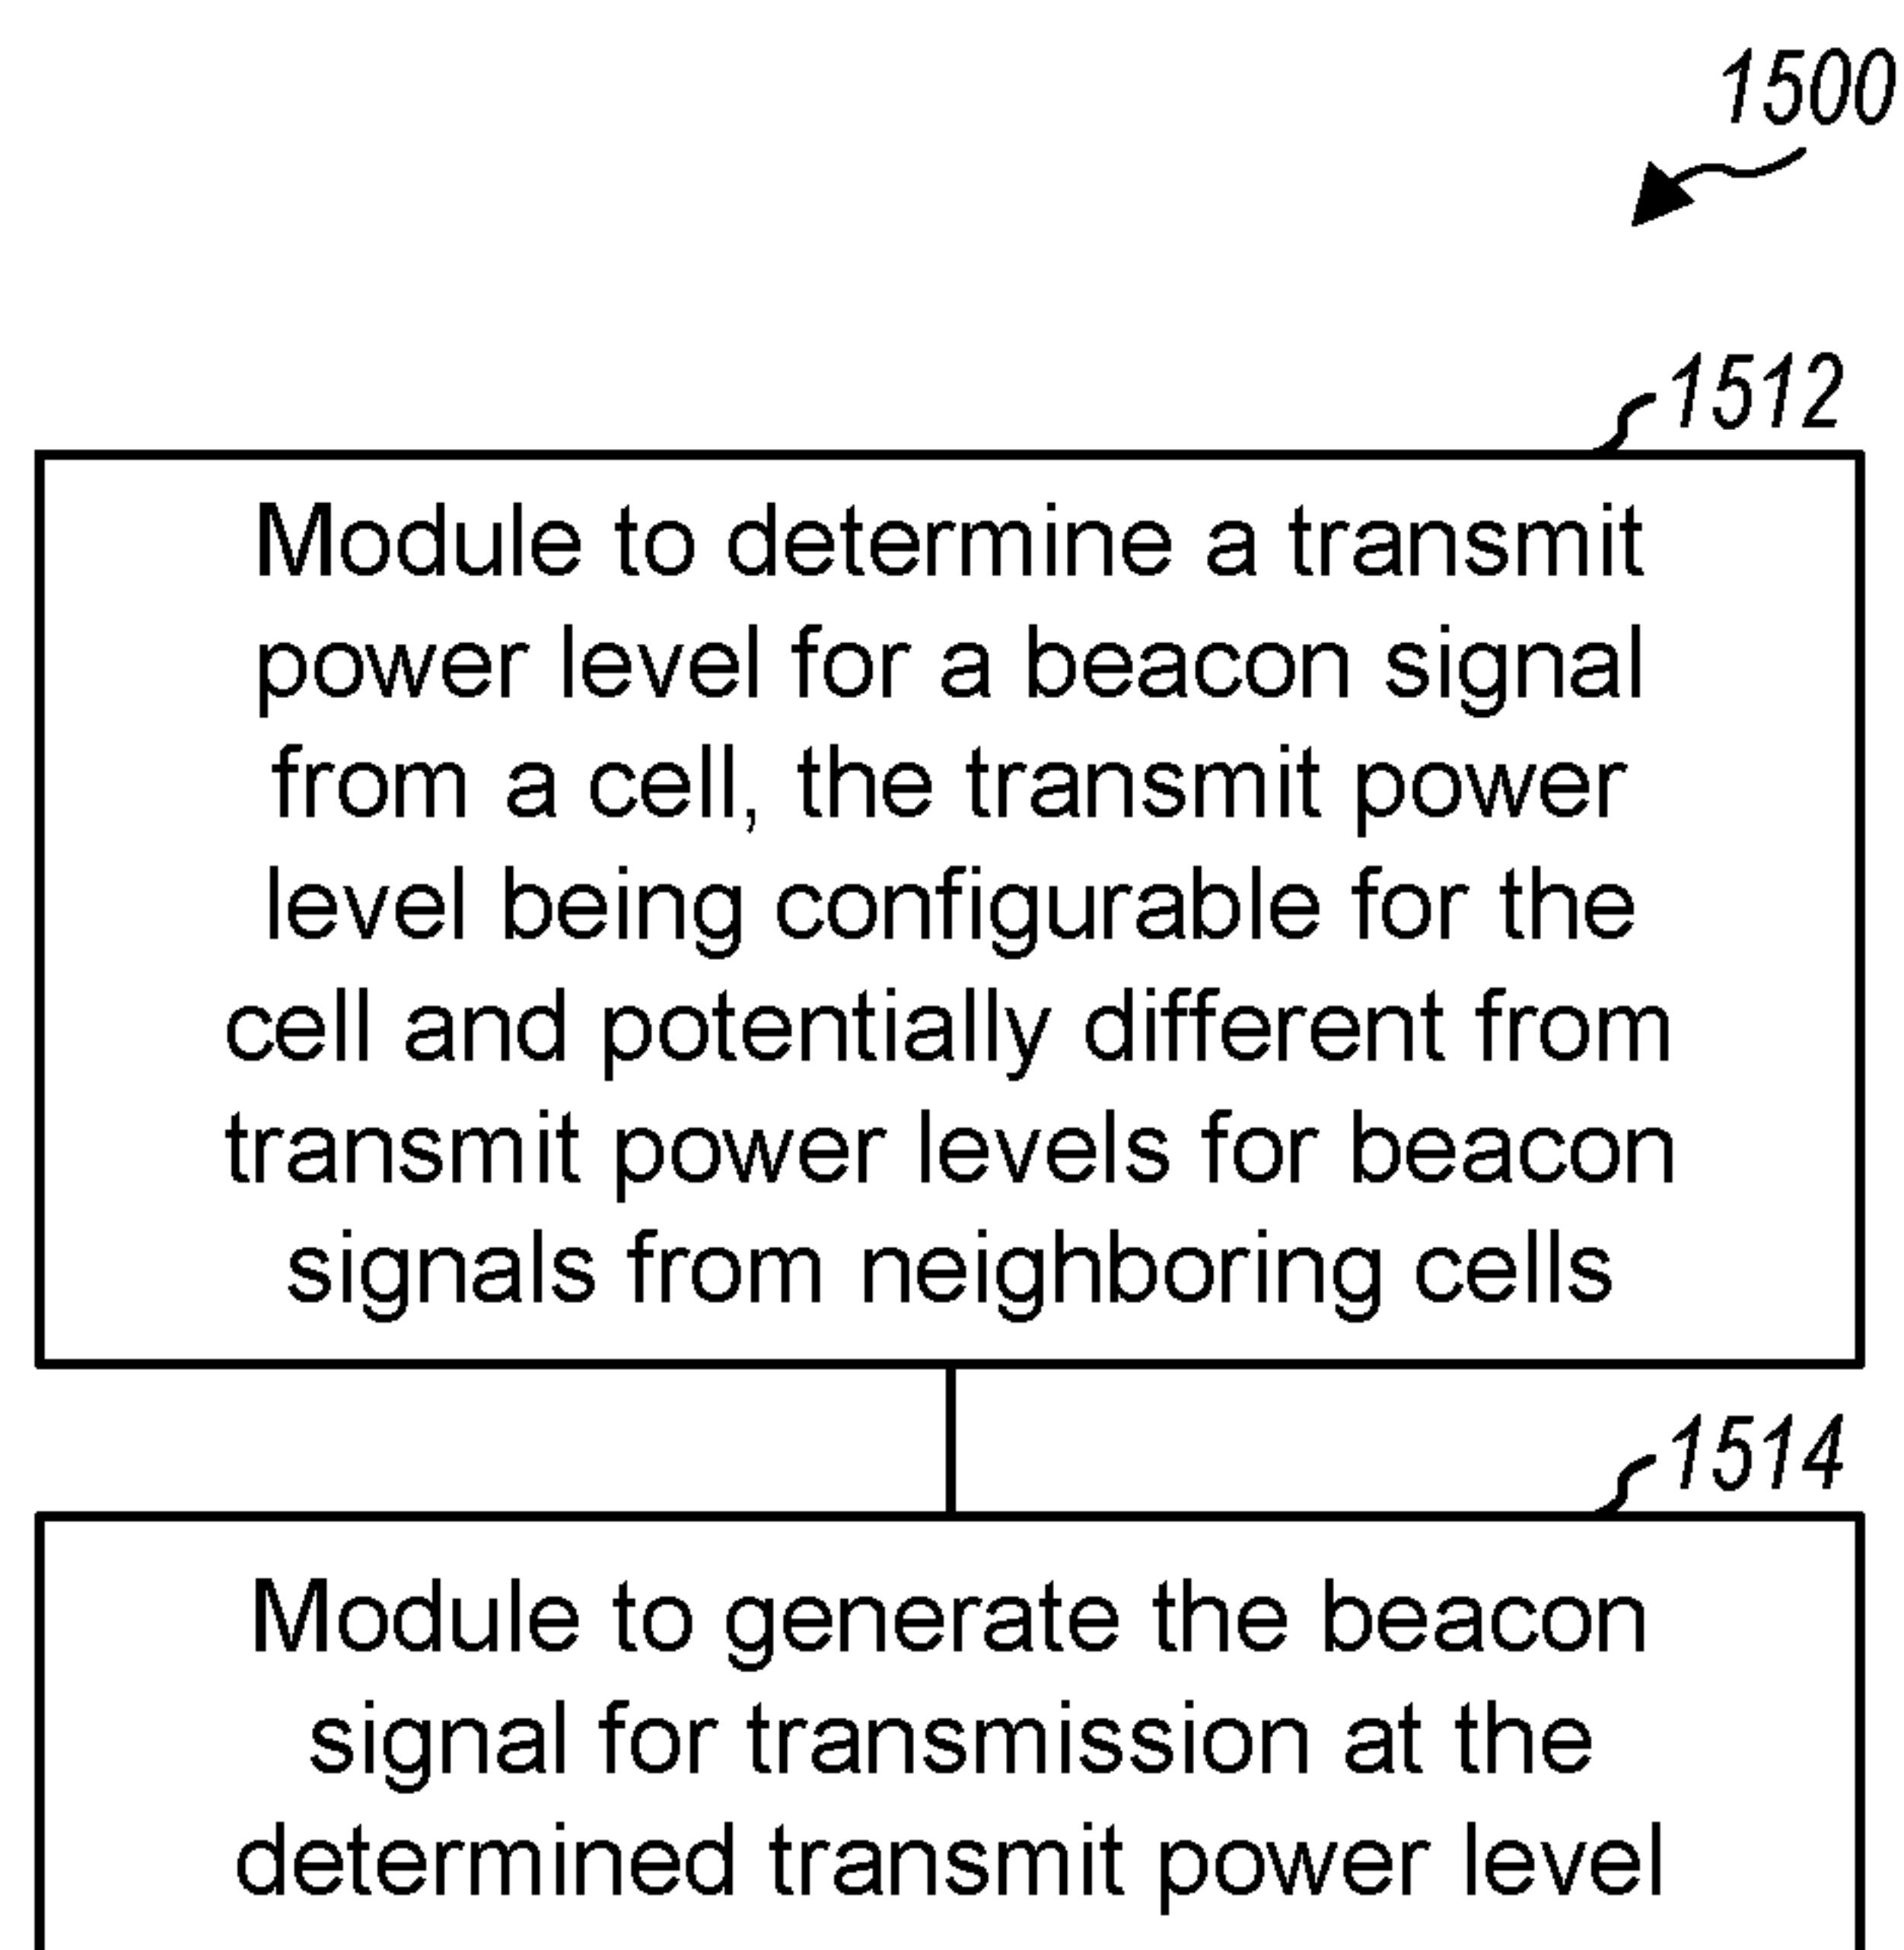 1500
1512
Module to determine a transmit
power level for a beacon signal
from a cell, the transmit power
level being configurable for the
cell and potentially different from
transmit power levels for beacon
signals from neighboring cells
1514
Module to generate the beacon
signal for transmission at the
determined transmit power level